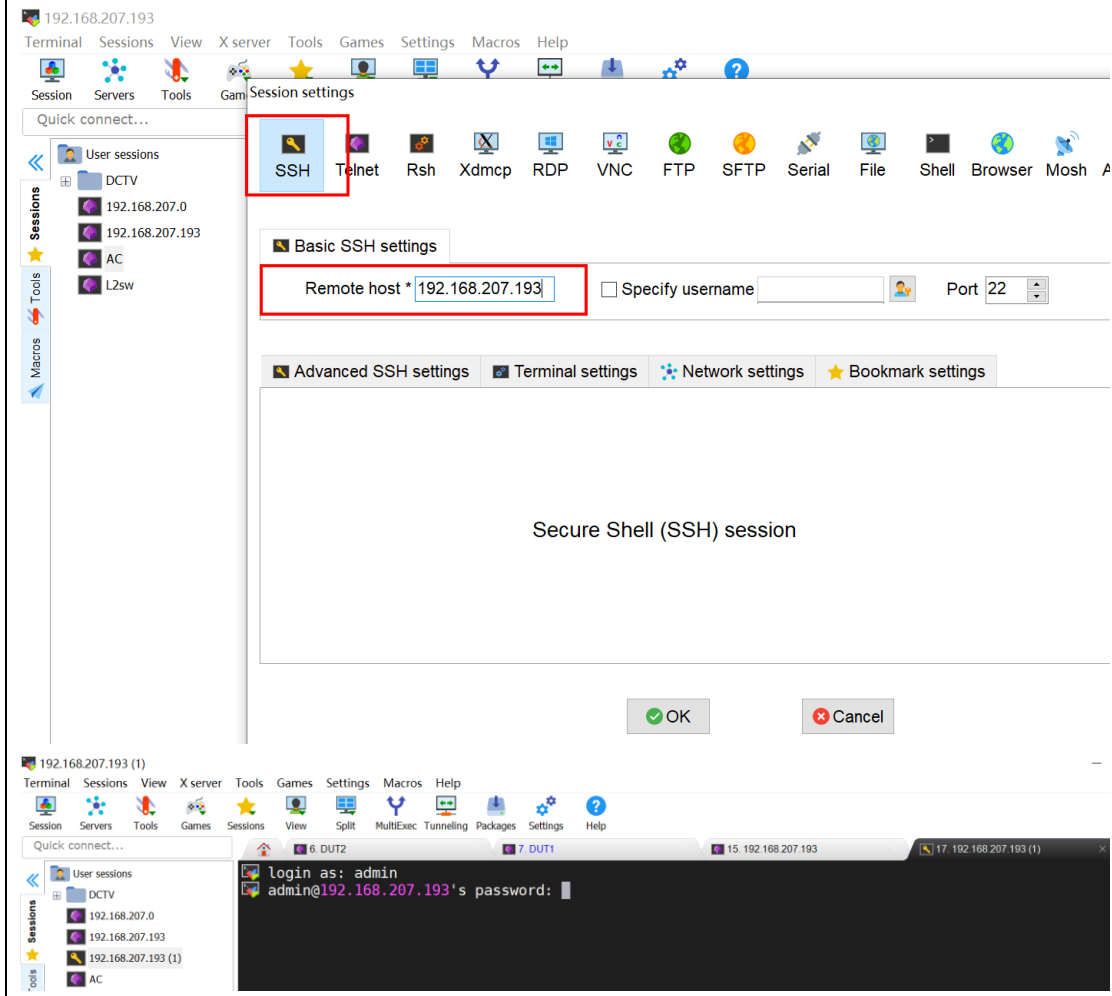 192.168.207.193
Terminal Sessions View X server Tools Games Settings Macros Help
Session Servers Tools Gam
Session settings
Quick connect...
SSH Telnet Rsh Xdmcp RDP VNC FTP SFTP Serial File Shell Browser Mosh A
User sessions
DCTV
192.168.207.0
192.168.207.193
AC
L2sw
Sessions
Tools
Macros
Basic SSH settings
Remote host * 192.168.207.193 Specify username Port 22
Advanced SSH settings Terminal settings Network settings Bookmark settings
Secure Shell (SSH) session
OK Cancel
192.168.207.193 (1)
Terminal Sessions View X server Tools Games Settings Macros Help
Session Servers Tools Games Sessions View Split MultiExec Tunneling Packages Settings Help
Quick connect... 6. DUT2 7. DUT1 15. 192.168.207.193 17. 192.168.207.193 (1)
User sessions
DCTV
192.168.207.0
192.168.207.193
192.168.207.193 (1)
AC
Sessions
Tools
login as: admin
admin@192.168.207.193's password: